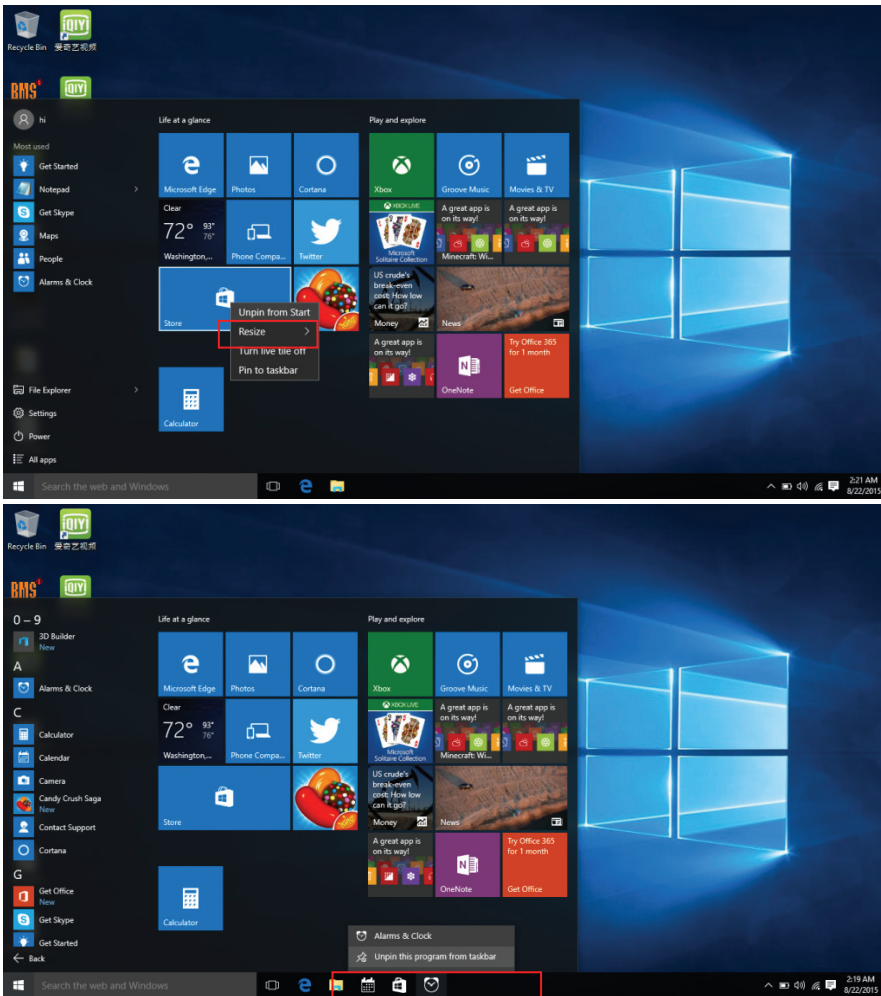 Recycle Bin
爱奇艺视频
iQIYI
BMS
iQIYI
hi
Life at a glance
Play and explore
Most used
Get Started
Notepad
Get Skype
Maps
People
Alarms & Clock
Microsoft Edge
Photos
Cortana
Xbox
Groove Music
Movies & TV
Clear
72° 93°
76°
Washington,...
Phone Compa...
Twitter
XBOX LIVE
Microsoft
Solitaire Collection
A great app is
on its way!
Minecraft: Wi...
A great app is
on its way!
Store
Unpin from Start
Resize
Turn live tile off
Pin to taskbar
US crude's
break-even
cost: How low
can it go?
Money
News
A great app is
on its way!
OneNote
Try Office 365
for 1 month
Get Office
Calculator
File Explorer
Settings
Power
All apps
Search the web and Windows
2:21 AM
8/22/2015
Recycle Bin
爱奇艺视频
iQIYI
BMS
iQIYI
0 – 9
3D Builder
New
A
Alarms & Clock
C
Calculator
Calendar
Camera
Candy Crush Saga
New
Contact Support
Cortana
G
Get Office
New
Get Skype
Get Started
Back
Life at a glance
Play and explore
Microsoft Edge
Photos
Cortana
Xbox
Groove Music
Movies & TV
Clear
72° 93°
76°
Washington,...
Phone Compa...
Twitter
XBOX LIVE
Microsoft
Solitaire Collection
A great app is
on its way!
Minecraft: Wi...
A great app is
on its way!
Store
US crude's
break-even
cost: How low
can it go?
Money
News
A great app is
on its way!
OneNote
Try Office 365
for 1 month
Get Office
Calculator
Alarms & Clock
Unpin this program from taskbar
Search the web and Windows
2:19 AM
8/22/2015